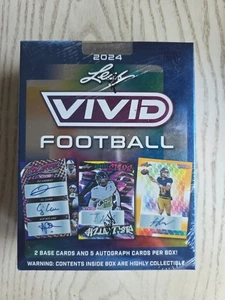 2024
Leaf
VIVID
FOOTBALL
2 BASE CARDS AND 5 AUTOGRAPH CARDS PER BOX!
WARNING: CONTENTS INSIDE BOX ARE HIGHLY COLLECTIBLE